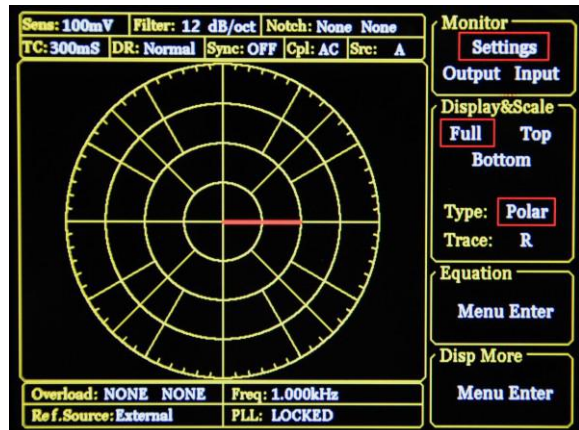 Sens: 100mV Filter: 12 dB/oct Notch: None None
TC: 300mS DR: Normal Sync: OFF Cpl: AC Src: A
Monitor
Settings
Output Input
Display&Scale
Full Top
Bottom
Type: Polar
Trace: R
Equation
Menu Enter
Disp More
Menu Enter
Overload: NONE NONE Freq: 1.000kHz
Ref.Source: External PLL: LOCKED